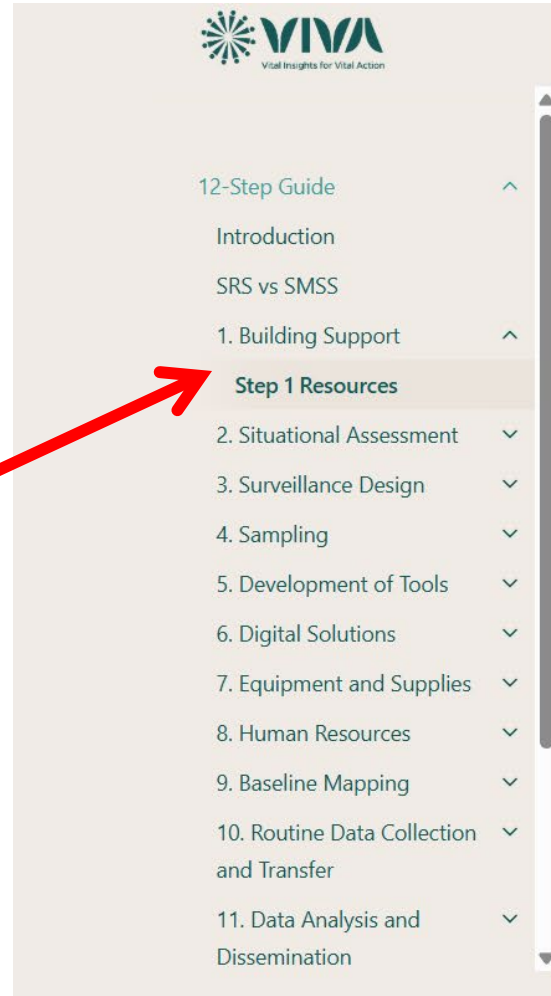 VIVA
Vital Insights for Vital Action
12-Step Guide
Introduction
SRS vs SMSS
1. Building Support
Step 1 Resources
2. Situational Assessment
3. Surveillance Design
4. Sampling
5. Development of Tools
6. Digital Solutions
7. Equipment and Supplies
8. Human Resources
9. Baseline Mapping
10. Routine Data Collection
and Transfer
11. Data Analysis and
Dissemination